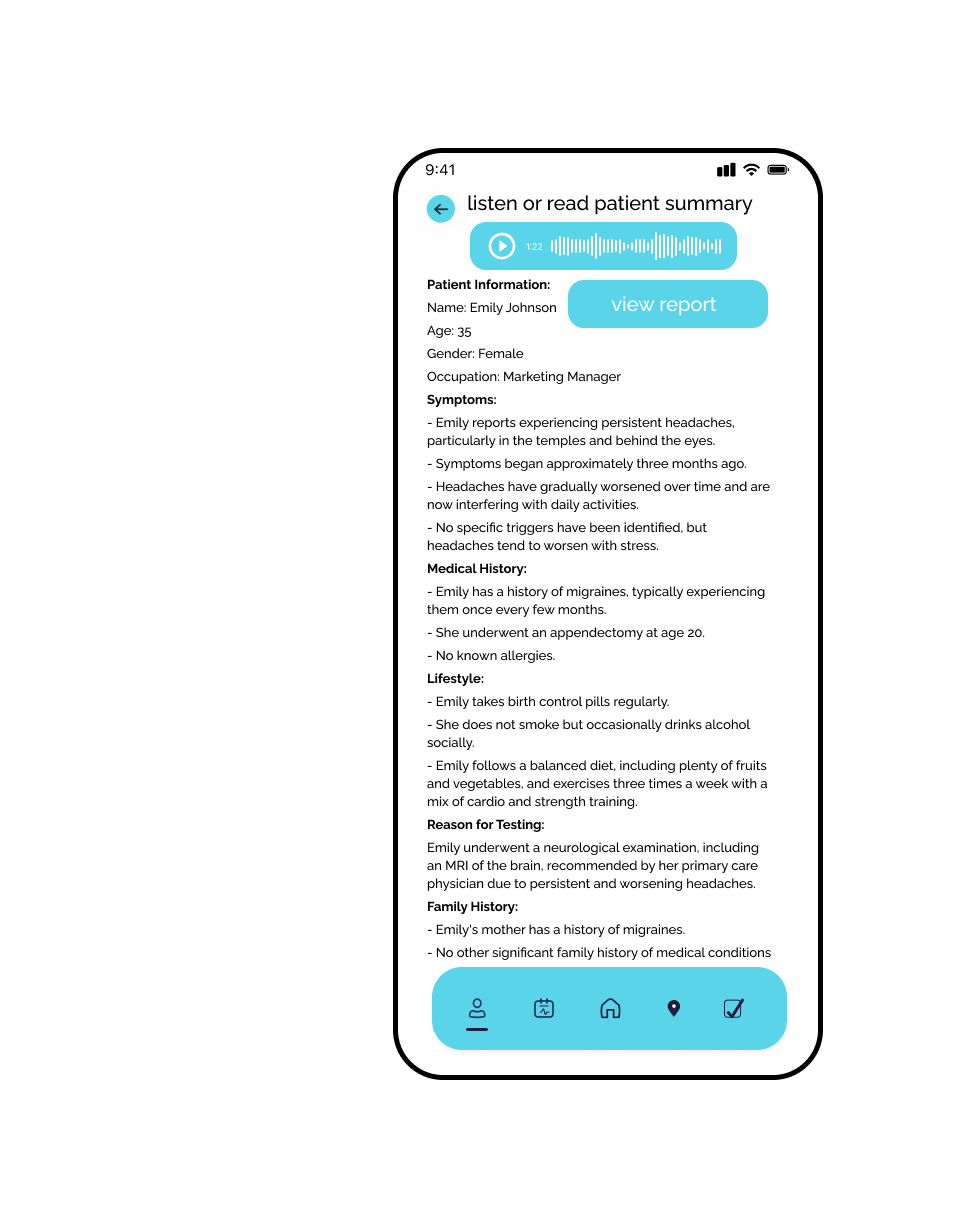 9:41
listen or read patient summary
1:22
Patient Information:
view report
Name: Emily Johnson
Age: 35
Gender: Female
Occupation: Marketing Manager
Symptoms:
- Emily reports experiencing persistent headaches,
particularly in the temples and behind the eyes.
- Symptoms began approximately three months ago.
- Headaches have gradually worsened over time and are
now interfering with daily activities.
- No specific triggers have been identified, but
headaches tend to worsen with stress.
Medical History:
- Emily has a history of migraines, typically experiencing
them once every few months.
- She underwent an appendectomy at age 20.
- No known allergies.
Lifestyle:
- Emily takes birth control pills regularly.
- She does not smoke but occasionally drinks alcohol
socially.
- Emily follows a balanced diet, including plenty of fruits
and vegetables, and exercises three times a week with a
mix of cardio and strength training.
Reason for Testing:
Emily underwent a neurological examination, including
an MRI of the brain, recommended by her primary care
physician due to persistent and worsening headaches.
Family History:
- Emily's mother has a history of migraines.
- No other significant family history of medical conditions